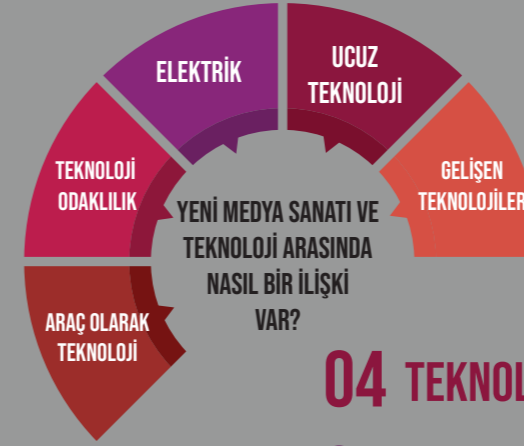 ELEKTRİK
UCUZ
TEKNOLOJİ
TEKNOLOJİ
ODAKLILIK
GELİŞEN
TEKNOLOJİLER
YENİ MEDYA SANATI VE
TEKNOLOJİ ARASINDA
NASIL BİR İLİŞKİ
VAR?
ARAÇ OLARAK
TEKNOLOJİ
04